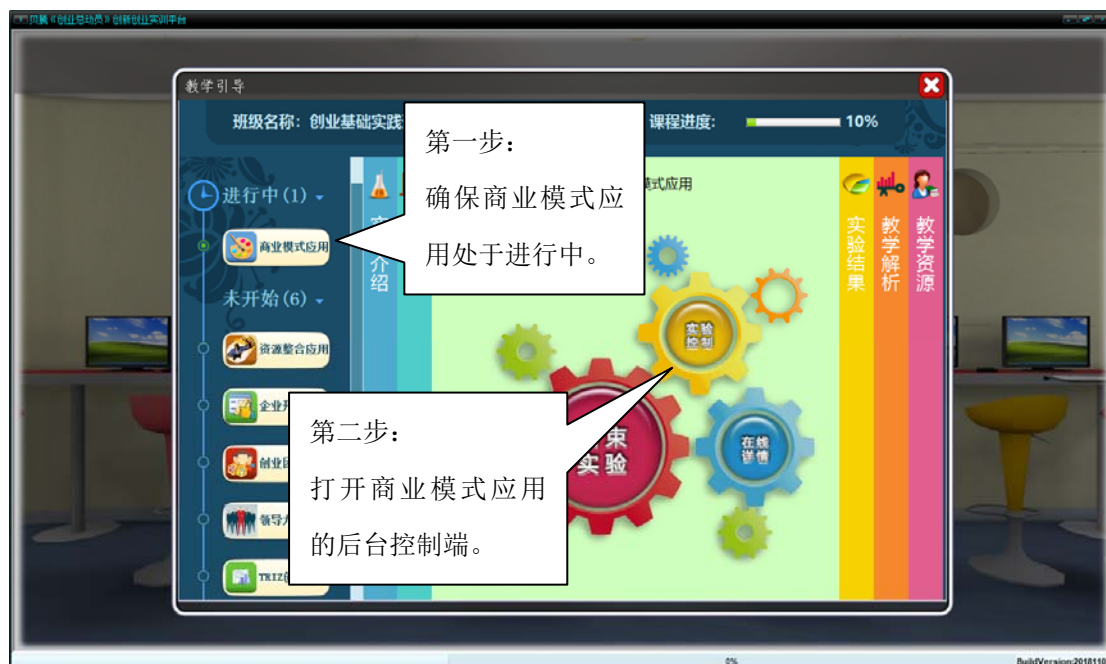 贝腾《创业总动员》创新创业实训平台
教学引导
班级名称：创业基础实践
课程进度：
10%
第一步：
确保商业模式应
用处于进行中。
进行中(1)
商业模式应用
未开始(6)
资源整合应用
企业
创业
领导
TRIZ
介绍
式应用
实验
控制
在线
详情
束
实验
实验结果
教学解析
教学资源
第二步：
打开商业模式应用
的后台控制端。
0%
BuildVersion:2018110